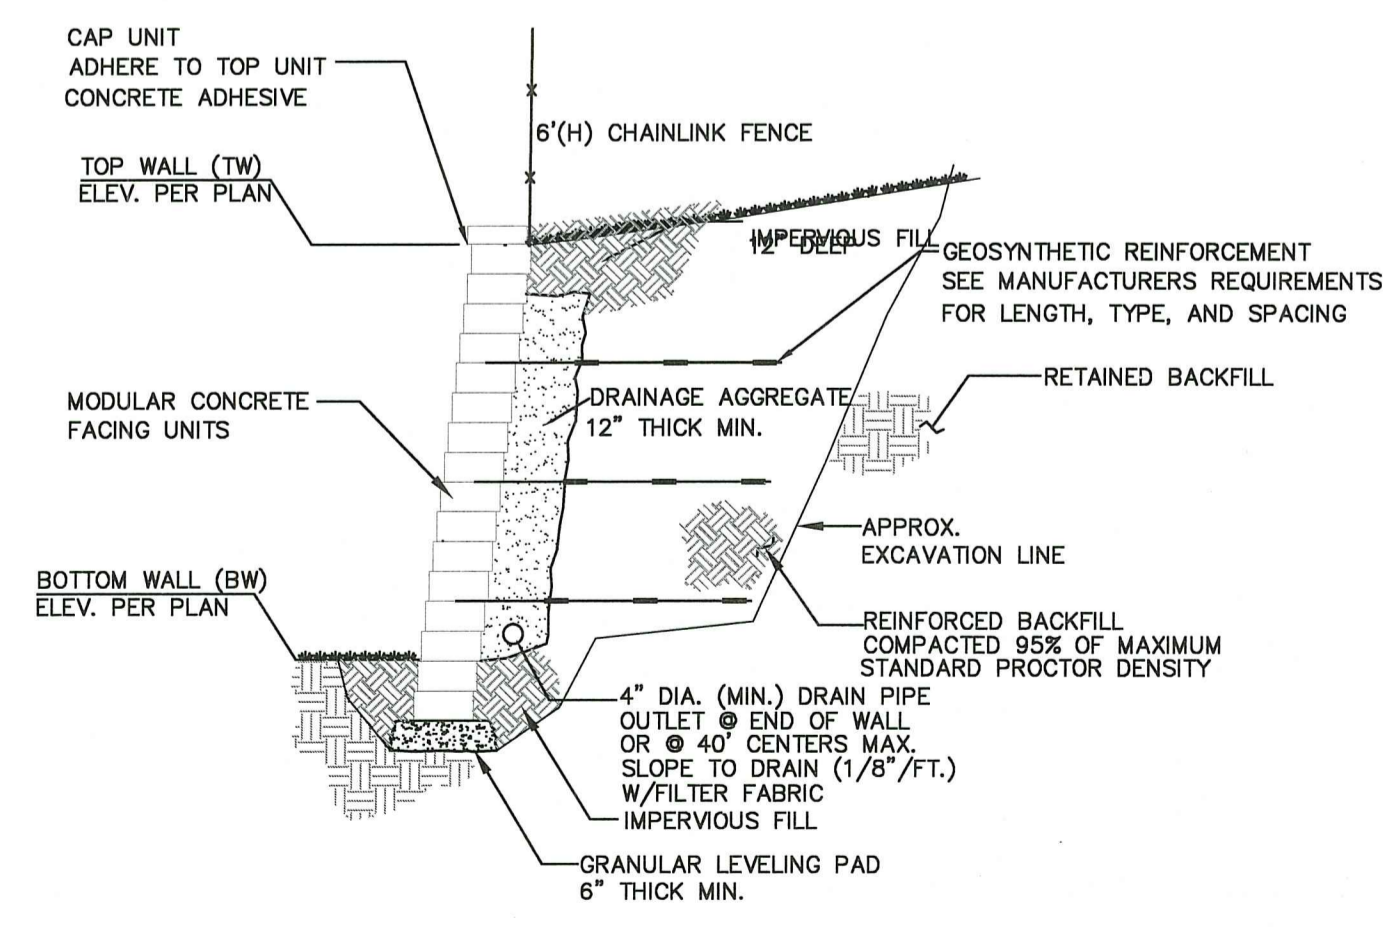 CAP UNIT
ADHERE TO TOP UNIT
CONCRETE ADHESIVE
6'(H) CHAINLINK FENCE
TOP WALL (TW)
ELEV. PER PLAN
IMPERVIOUS FILL
12" DEEP
GEOSYNTHETIC REINFORCEMENT
SEE MANUFACTURERS REQUIREMENTS
FOR LENGTH, TYPE, AND SPACING
RETAINED BACKFILL
MODULAR CONCRETE
FACING UNITS
DRAINAGE AGGREGATE
12" THICK MIN.
APPROX.
EXCAVATION LINE
BOTTOM WALL (BW)
ELEV. PER PLAN
REINFORCED BACKFILL
COMPACTED 95% OF MAXIMUM
STANDARD PROCTOR DENSITY
4" DIA. (MIN.) DRAIN PIPE
OUTLET @ END OF WALL
OR @ 40' CENTERS MAX.
SLOPE TO DRAIN (1/8"/FT.)
W/FILTER FABRIC
IMPERVIOUS FILL
GRANULAR LEVELING PAD
6" THICK MIN.